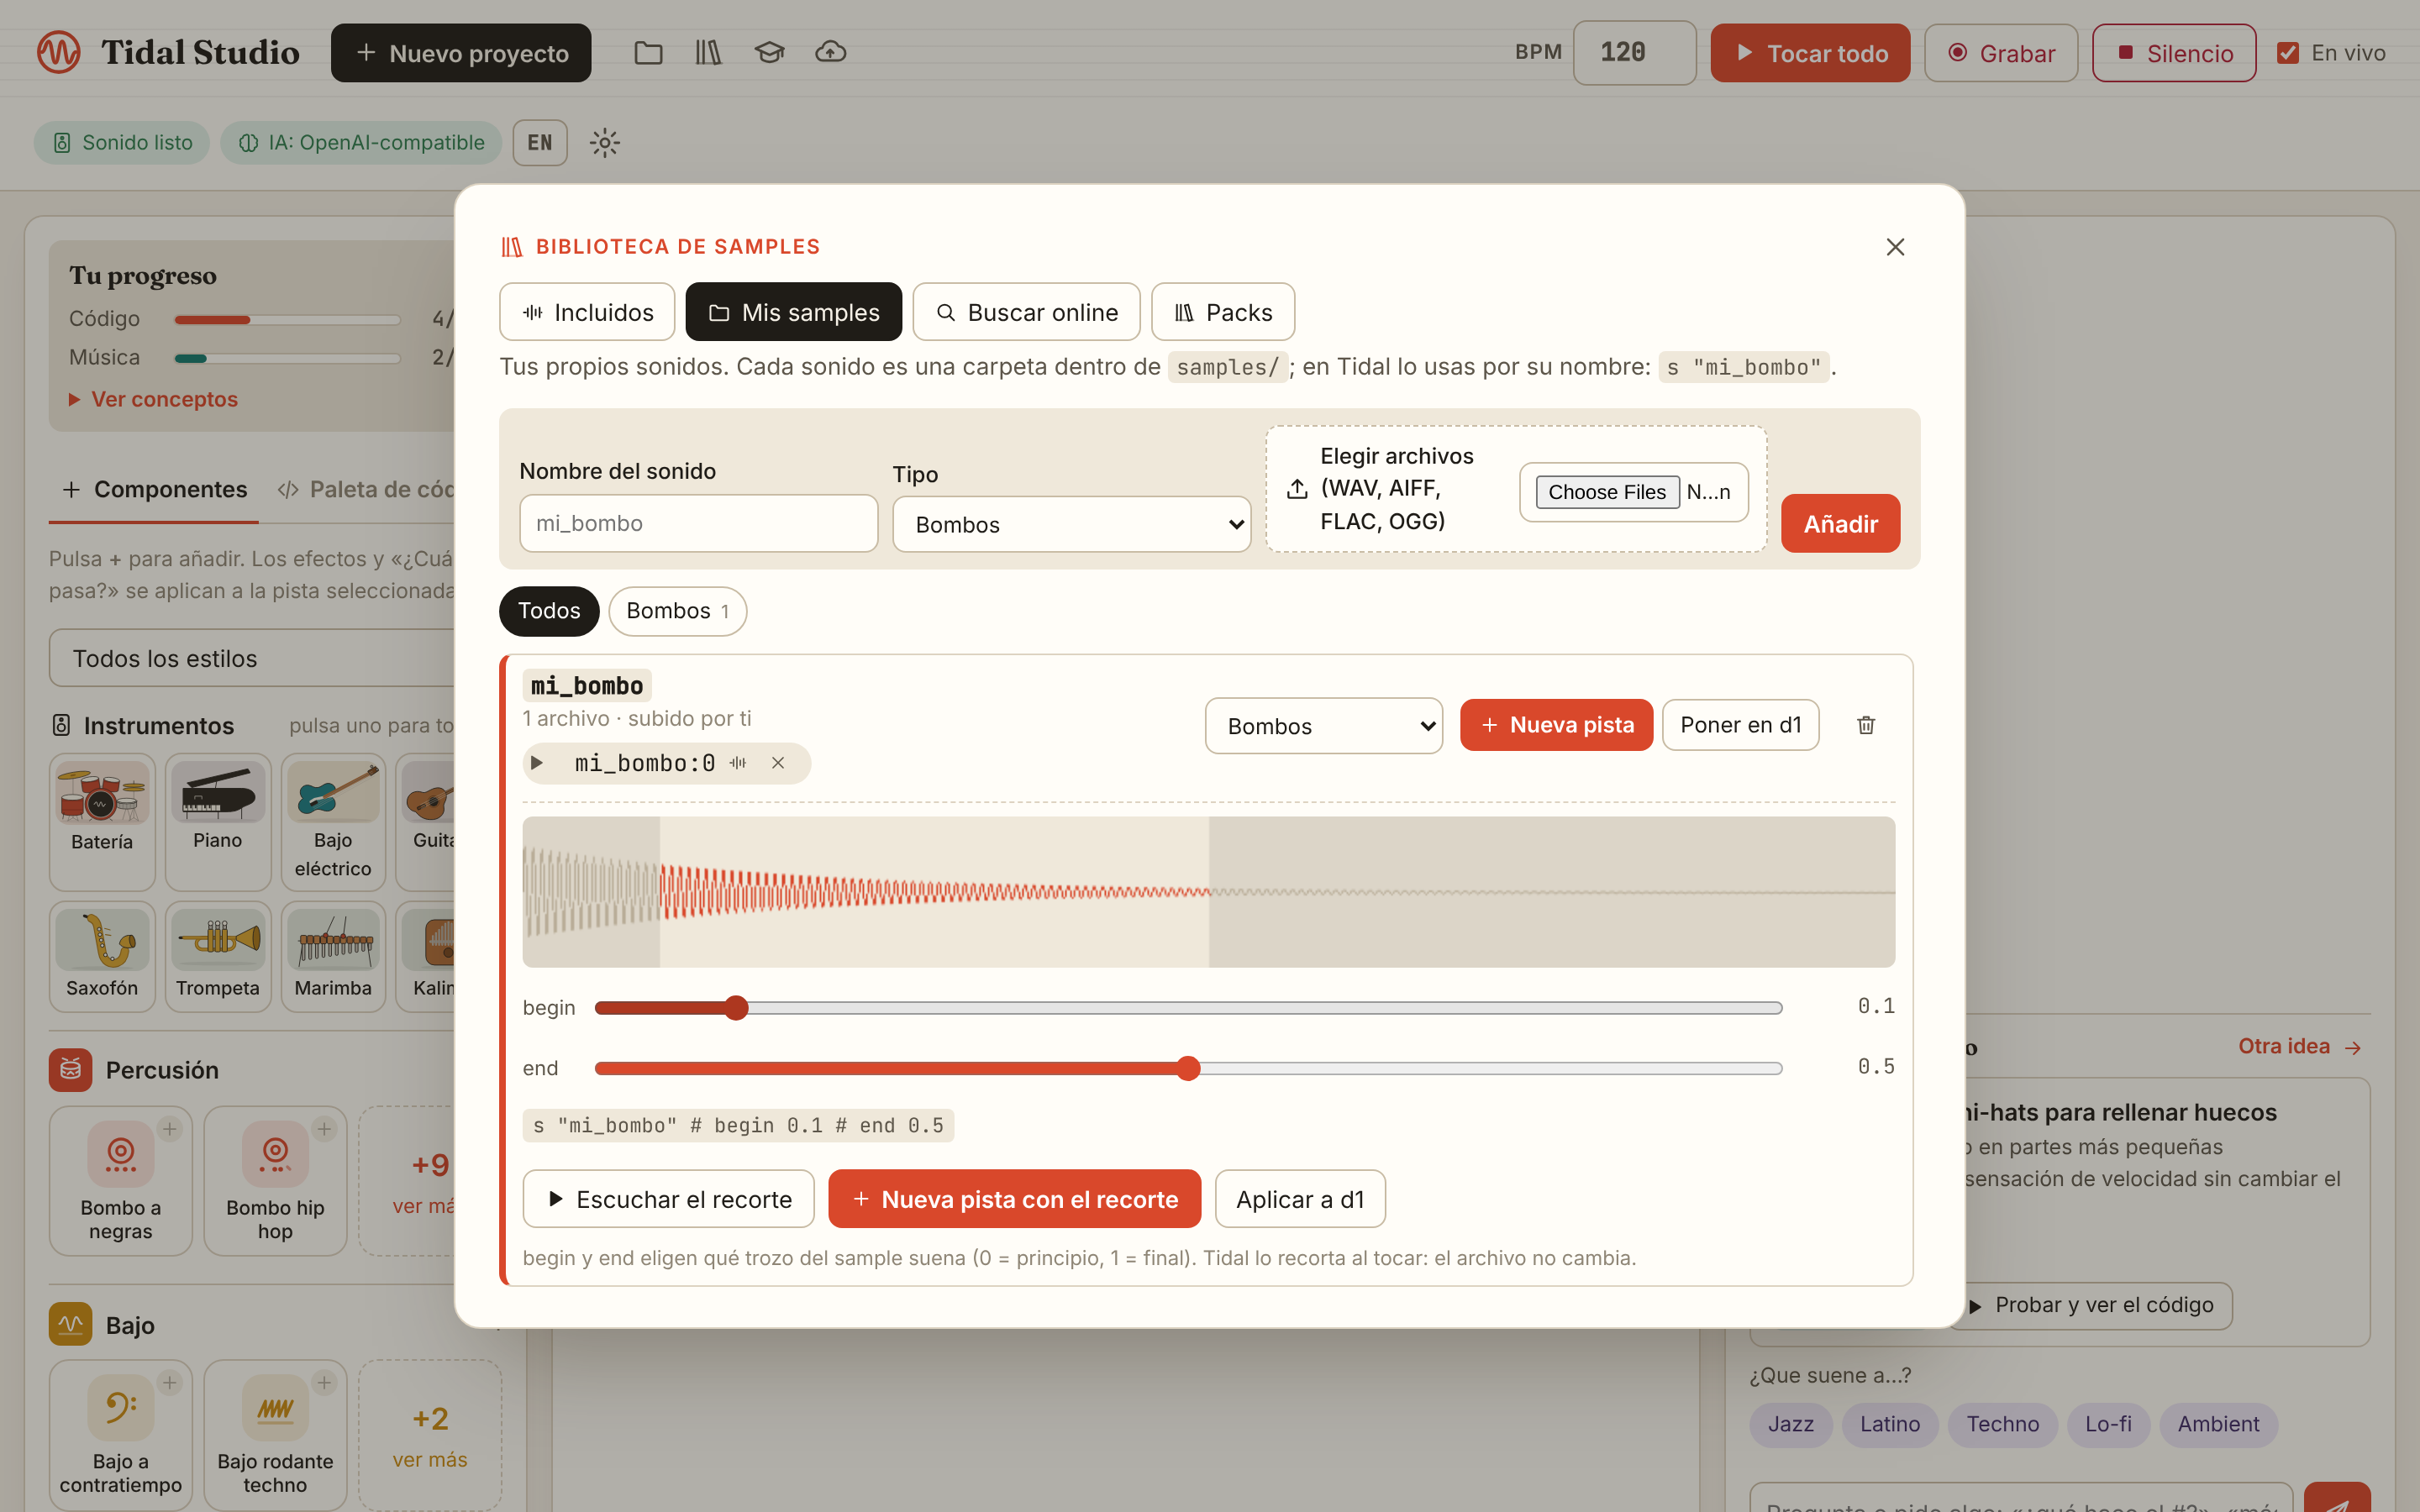 Tidal Studio
Nuevo proyecto
BPM
120
Tocar todo
Grabar
Silencio
En vivo
Sonido listo
IA: OpenAI-compatible
EN
Tu progreso
Código
4/
Música
2/
Ver conceptos
Componentes
Paleta de cód
Pulsa + para añadir. Los efectos y «¿Cuá
pasa?» se aplican a la pista seleccionada
Todos los estilos
Instrumentos
pulsa uno para to
Batería
Piano
Bajo
eléctrico
Guita
Saxofón
Trompeta
Marimba
Kalin
Percusión
Bombo a
negras
Bombo hip
hop
+9
ver má
Bajo
Bajo a
contratiempo
Bajo rodante
techno
+2
ver más
BIBLIOTECA DE SAMPLES
Incluidos
Mis samples
Buscar online
Packs
Tus propios sonidos. Cada sonido es una carpeta dentro de samples/; en Tidal lo usas por su nombre: s "mi_bombo".
Nombre del sonido
mi_bombo
Tipo
Bombos
Elegir archivos
(WAV, AIFF,
FLAC, OGG)
Choose Files N...n
Añadir
Todos
Bombos 1
mi_bombo
1 archivo · subido por ti
mi_bombo:0
Bombos
Nueva pista
Poner en d1
begin
0.1
end
0.5
s "mi_bombo" # begin 0.1 # end 0.5
Escuchar el recorte
Nueva pista con el recorte
Aplicar a d1
begin y end eligen qué trozo del sample suena (0 = principio, 1 = final). Tidal lo recorta al tocar: el archivo no cambia.
o
Otra idea →
hi-hats para rellenar huecos
o en partes más pequeñas
sensación de velocidad sin cambiar el
Probar y ver el código
¿Que suene a...?
Jazz
Latino
Techno
Lo-fi
Ambient